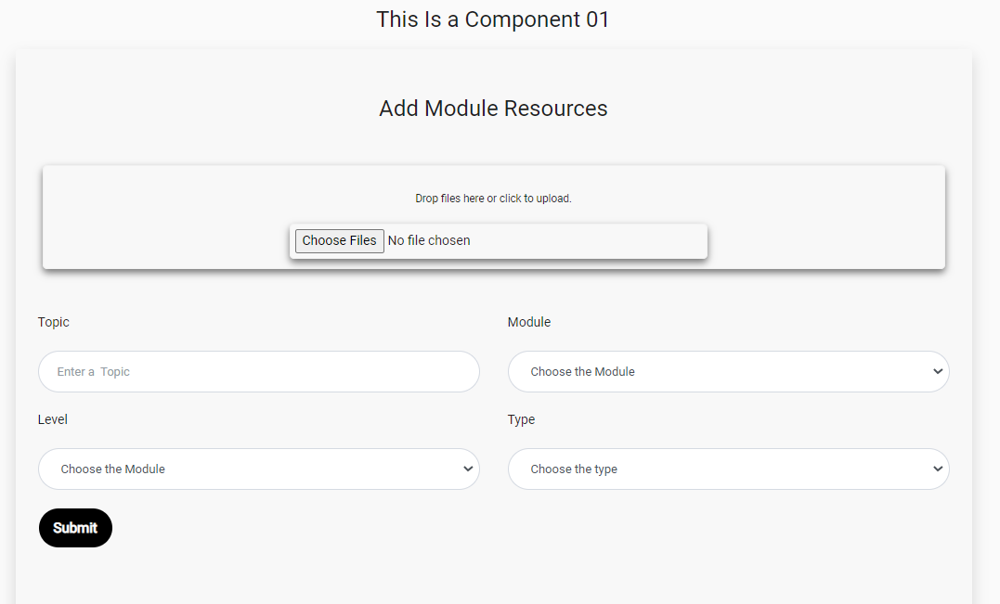 This Is a Component 01
Add Module Resources
Drop files here or click to upload.
Choose Files No file chosen
Topic
Module
Enter a  Topic
Choose the Module
Level
Type
Choose the Module
Choose the type
Submit